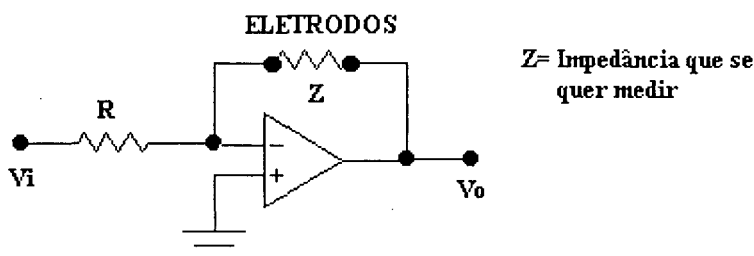 ELETRODOS
Z= Impedância que se
quer medir
Z
R
−
+
Vi
Vo